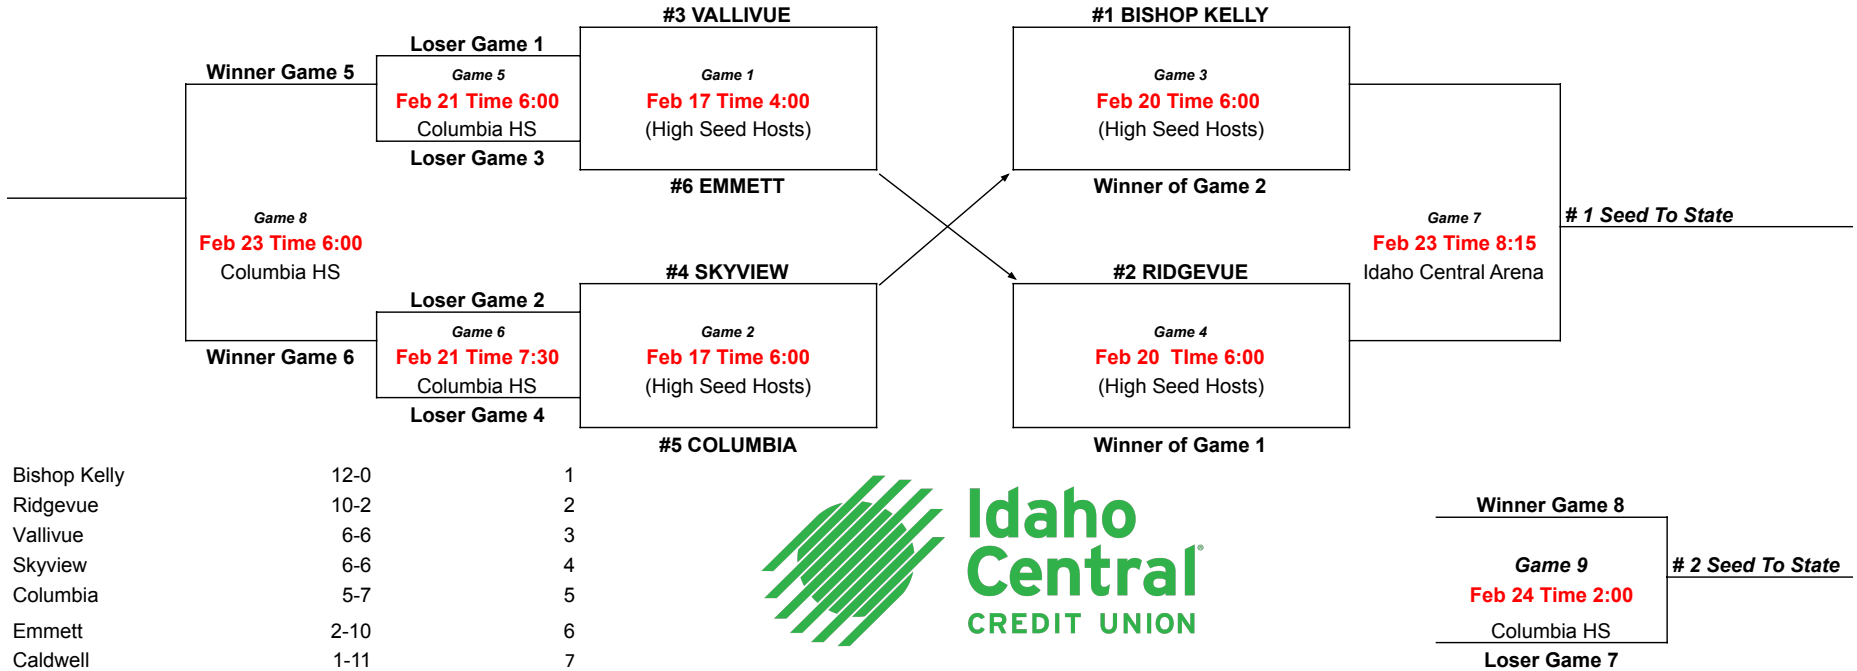 #3 VALLIVUE
#1 BISHOP KELLY
Loser Game 1
Winner Game 5
Game 5
Game 1
Game 3
Feb 21 Time 6:00
Feb 17 Time 4:00
Feb 20 Time 6:00
Columbia HS
(High Seed Hosts)
(High Seed Hosts)
Loser Game 3
#6 EMMETT
Winner of Game 2
Game 8
Game 7
# 1 Seed To State
Feb 23 Time 6:00
Feb 23 Time 8:15
Columbia HS
#4 SKYVIEW
#2 RIDGEVUE
Idaho Central Arena
Loser Game 2
Game 6
Game 2
Game 4
Winner Game 6
Feb 21 Time 7:30
Feb 17 Time 6:00
Feb 20 TIme 6:00
Columbia HS
(High Seed Hosts)
(High Seed Hosts)
Loser Game 4
#5 COLUMBIA
Winner of Game 1
Bishop Kelly 12-0 1
Ridgevue 10-2 2
Vallivue 6-6 3
Skyview 6-6 4
Columbia 5-7 5
Emmett 2-10 6
Caldwell 1-11 7
Idaho
Central®
CREDIT UNION
Winner Game 8
Game 9
# 2 Seed To State
Feb 24 Time 2:00
Columbia HS
Loser Game 7